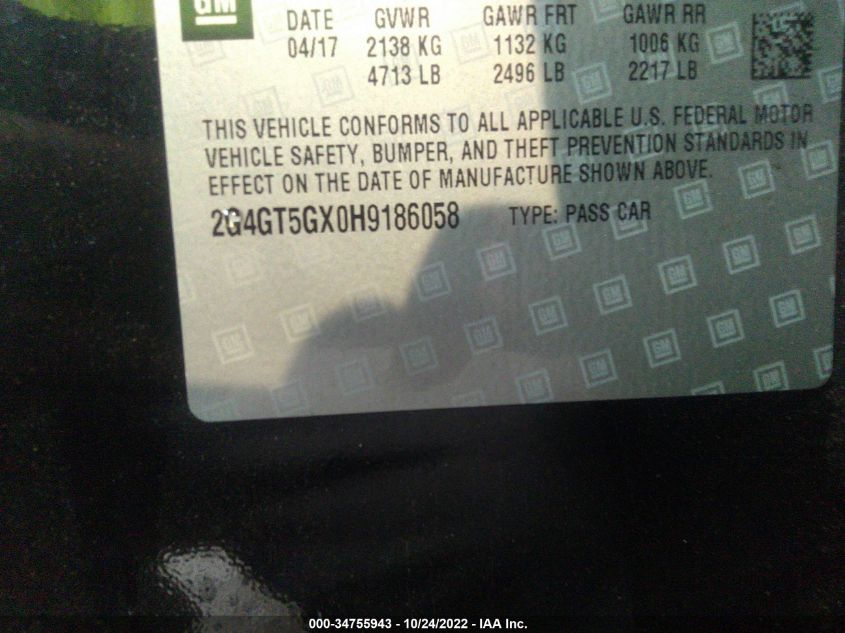 GM
DATE GVWR GAWR FRT GAWR RR
04/17 2138 KG 1132 KG 1006 KG
4713 LB 2496 LB 2217 LB
THIS VEHICLE CONFORMS TO ALL APPLICABLE U.S. FEDERAL MOTOR
VEHICLE SAFETY, BUMPER, AND THEFT PREVENTION STANDARDS IN
EFFECT ON THE DATE OF MANUFACTURE SHOWN ABOVE.
2G4GT5GX0H9186058 TYPE: PASS CAR
000-34755943 - 10/24/2022 - IAA Inc.